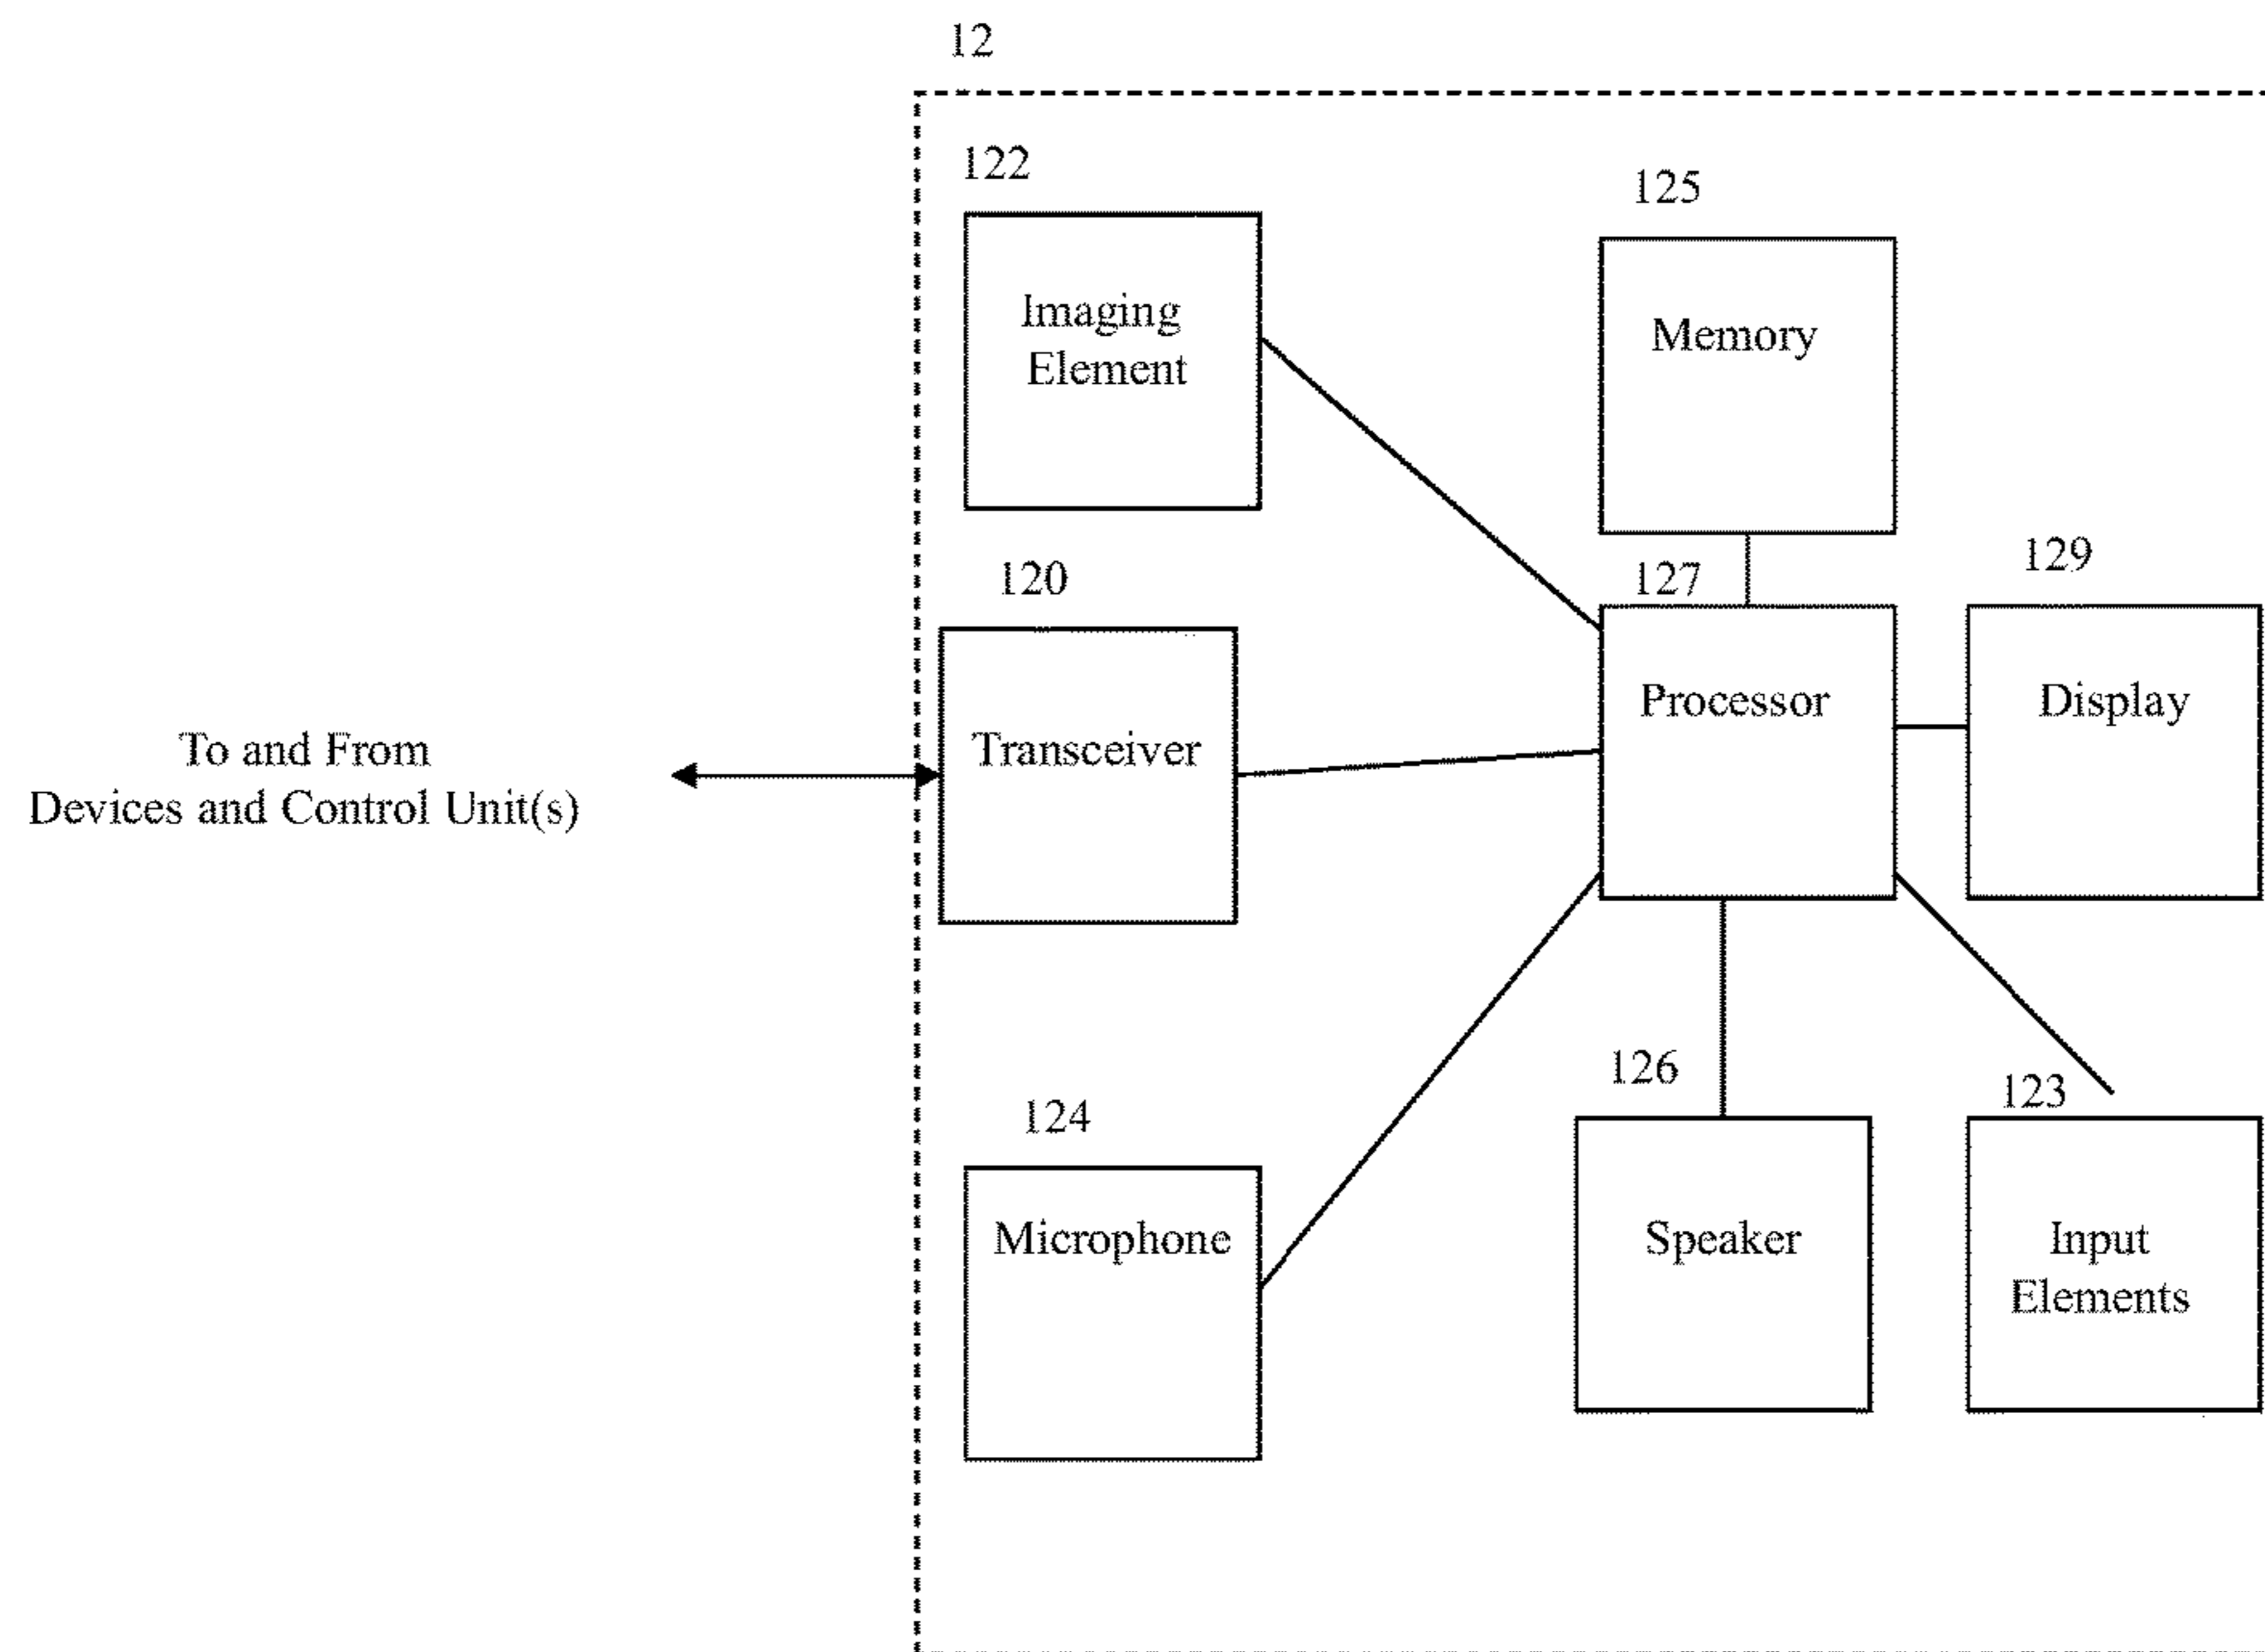 12
122
125
Imaging
Element
Memory
120
127
129
Processor
Display
Transceiver
To and From
Devices and Control Unit(s)
124
126
123
Microphone
Speaker
Input
Elements